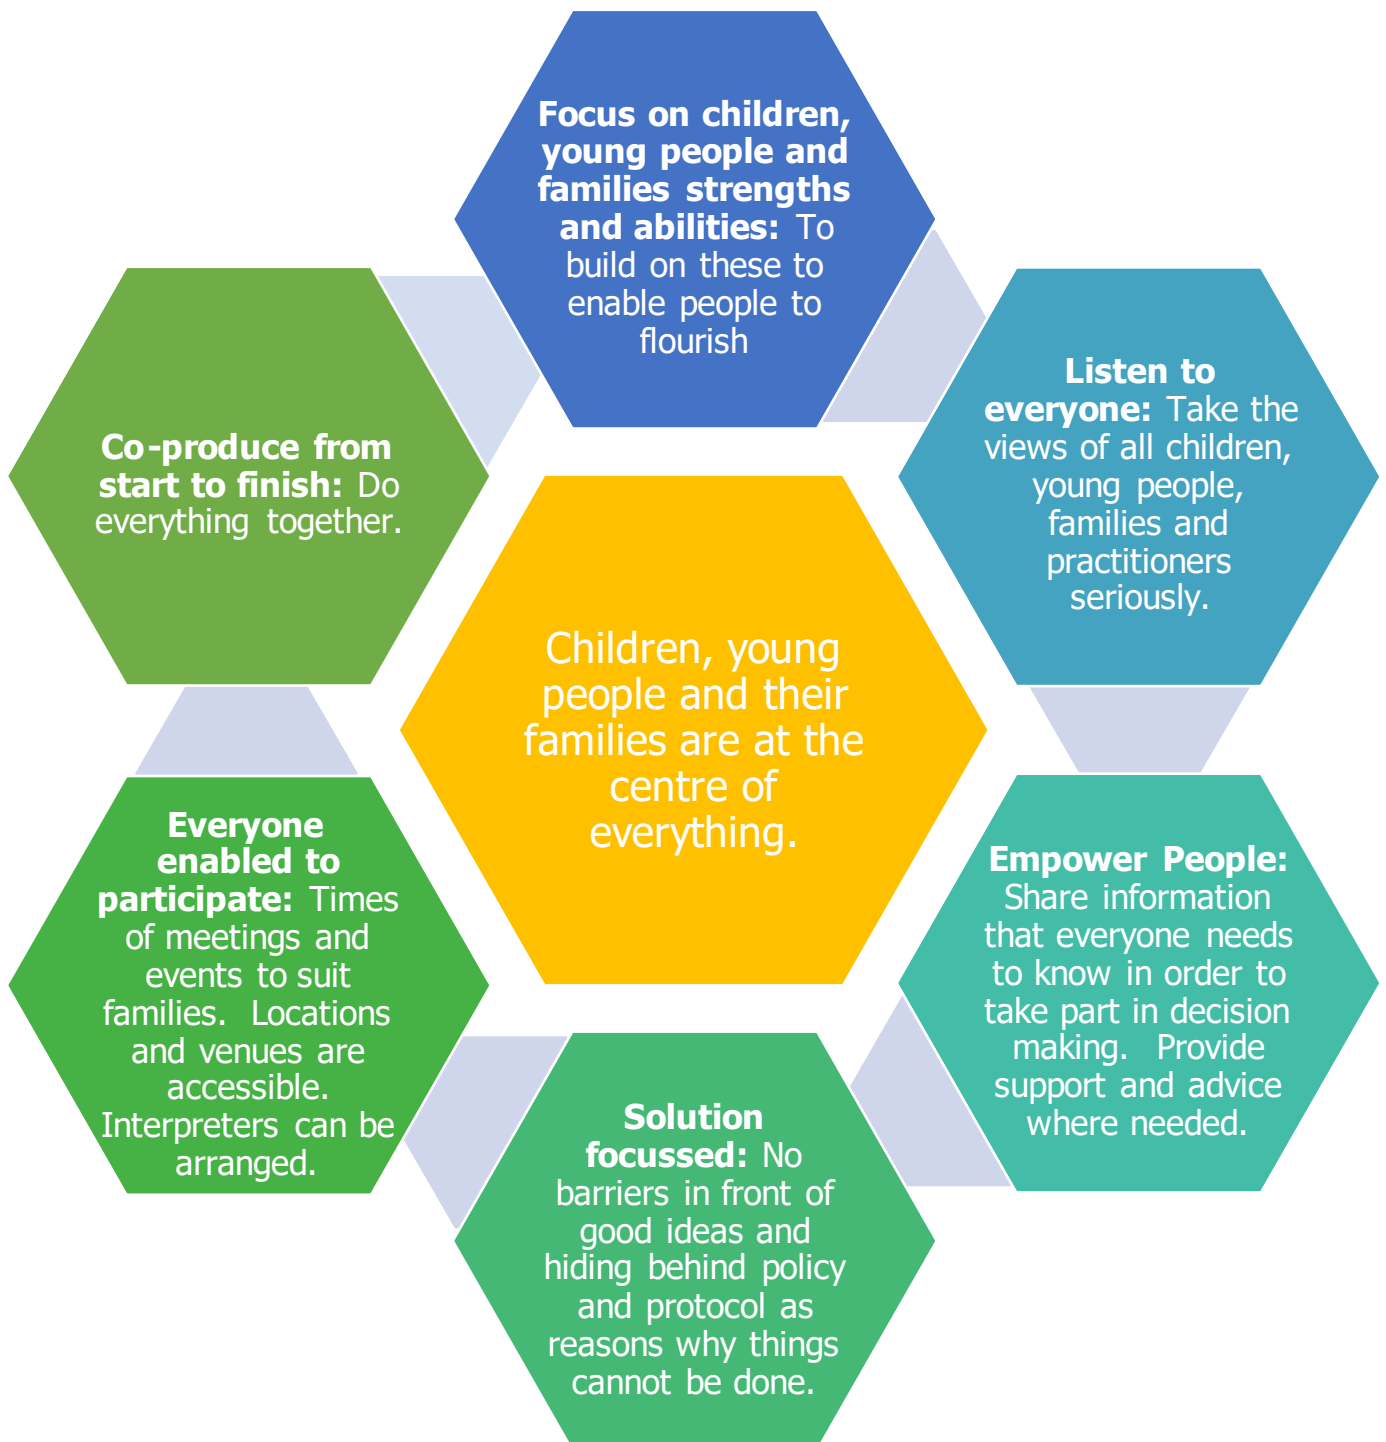 Focus on children,
young people and
families strengths
and abilities: To
build on these to
enable people to
flourish
Listen to
everyone: Take the
views of all children,
young people,
families and
practitioners
seriously.
Empower People:
Share information
that everyone needs
to know in order to
take part in decision
making. Provide
support and advice
where needed.
Solution
focussed: No
barriers in front of
good ideas and
hiding behind policy
and protocol as
reasons why things
cannot be done.
Everyone
enabled to
participate: Times
of meetings and
events to suit
families. Locations
and venues are
accessible.
Interpreters can be
arranged.
Co-produce from
start to finish: Do
everything together.
Children, young
people and their
families are at the
centre of
everything.